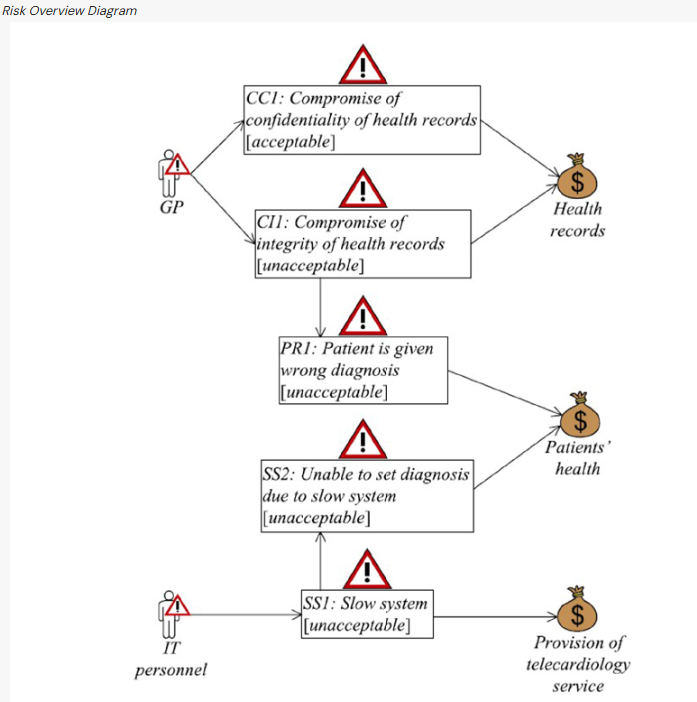 Risk Overview Diagram
CC1: Compromise of
confidentiality of health records
[acceptable]
GP
$
Health
records
CI1: Compromise of
integrity of health records
[unacceptable]
PR1: Patient is given
wrong diagnosis
[unacceptable]
$
Patients'
health
SS2: Unable to set diagnosis
due to slow system
[unacceptable]
IT
personnel
SS1: Slow system
[unacceptable]
$
Provision of
telecardiology
service